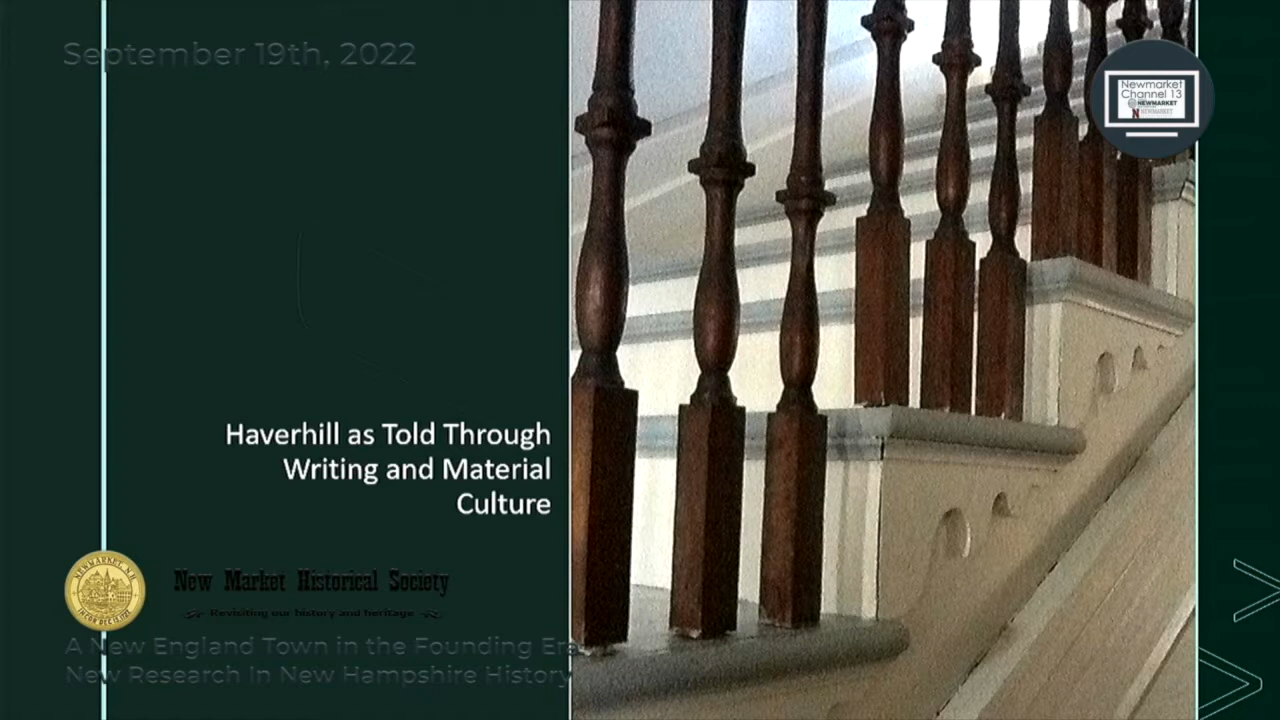 September 19th, 2022
Newmarket
Channel 13
NEWMARKET
Haverhill as Told Through
Writing and Material
Culture
NEWMARKET, N.H.
New Market Historical Society
Revisiting our history and heritage
A New England Town in the Founding Era
New Research In New Hampshire History